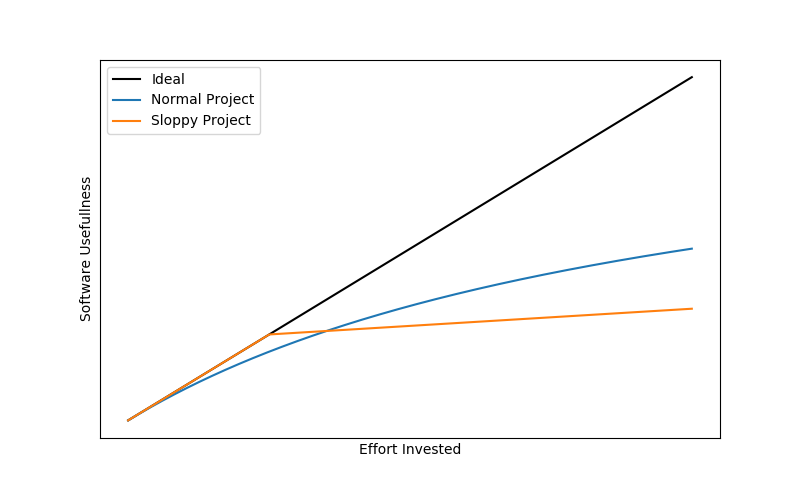 Ideal
Normal Project
Sloppy Project
Software Usefullness
Effort Invested